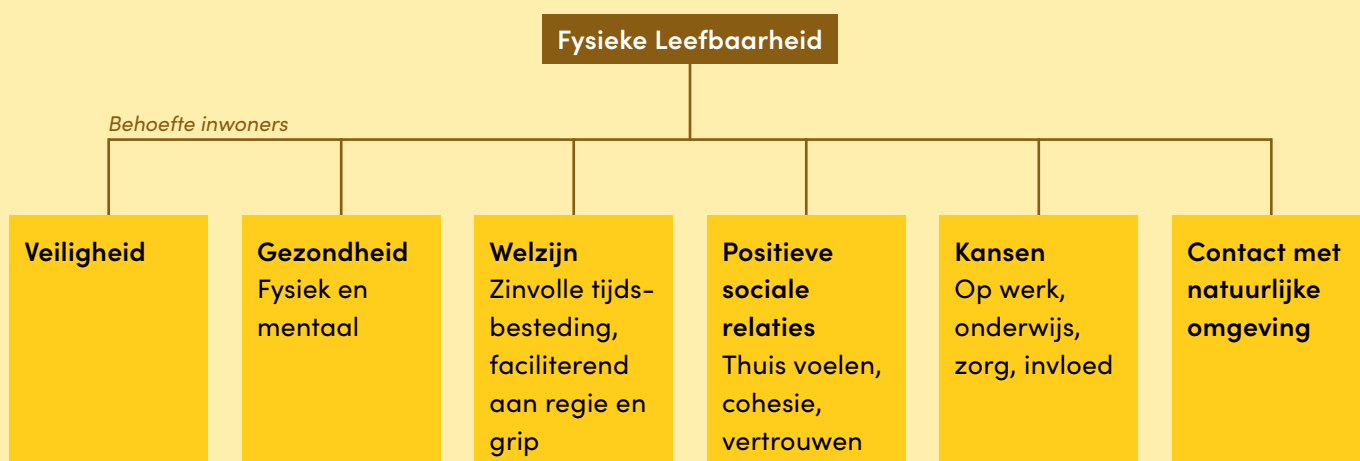 Fysieke Leefbaarheid
Behoefte inwoners
Veiligheid
Gezondheid
Fysiek en
mentaal
Welzijn
Zinvolle tijds-
besteding,
faciliterend
aan regie en
grip
Positieve
sociale
relaties
Thuis voelen,
cohesie,
vertrouwen
Kansen
Op werk,
onderwijs,
zorg, invloed
Contact met
natuurlijke
omgeving